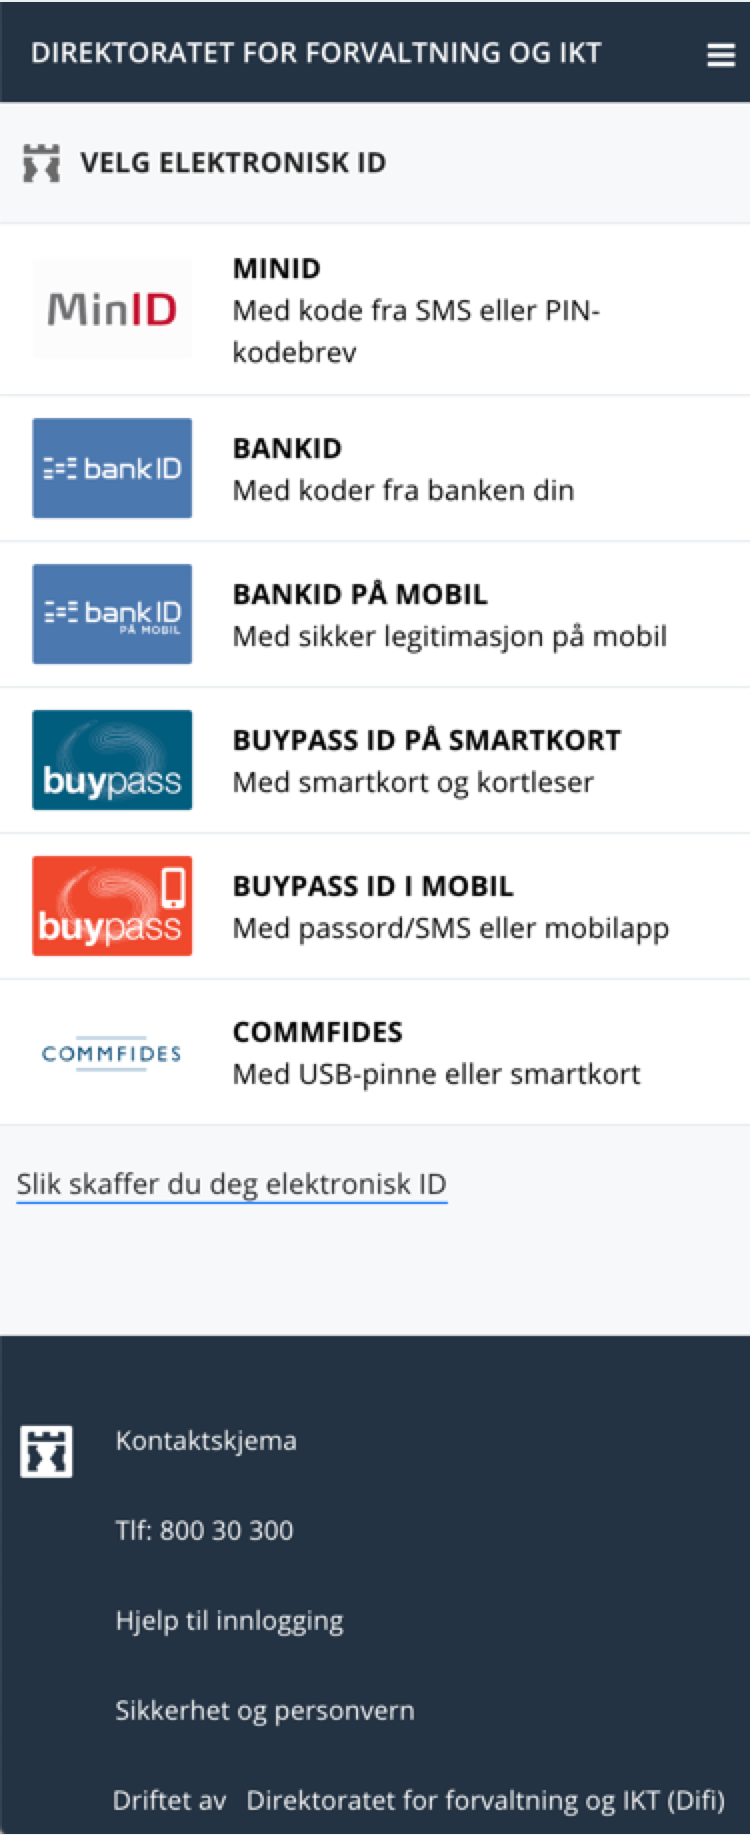 DIREKTORATET FOR FORVALTNING OG IKT
VELG ELEKTRONISK ID
MinID
MINID
Med kode fra SMS eller PIN-
kodebrev
bankID
BANKID
Med koder fra banken din
bankID
PÅ MOBIL
BANKID PÅ MOBIL
Med sikker legitimasjon på mobil
buypass
BUYPASS ID PÅ SMARTKORT
Med smartkort og kortleser
buypass
BUYPASS ID I MOBIL
Med passord/SMS eller mobilapp
COMMFIDES
COMMFIDES
Med USB-pinne eller smartkort
Slik skaffer du deg elektronisk ID
Kontaktskjema
Tlf: 800 30 300
Hjelp til innlogging
Sikkerhet og personvern
Driftet av Direktoratet for forvaltning og IKT (Difi)